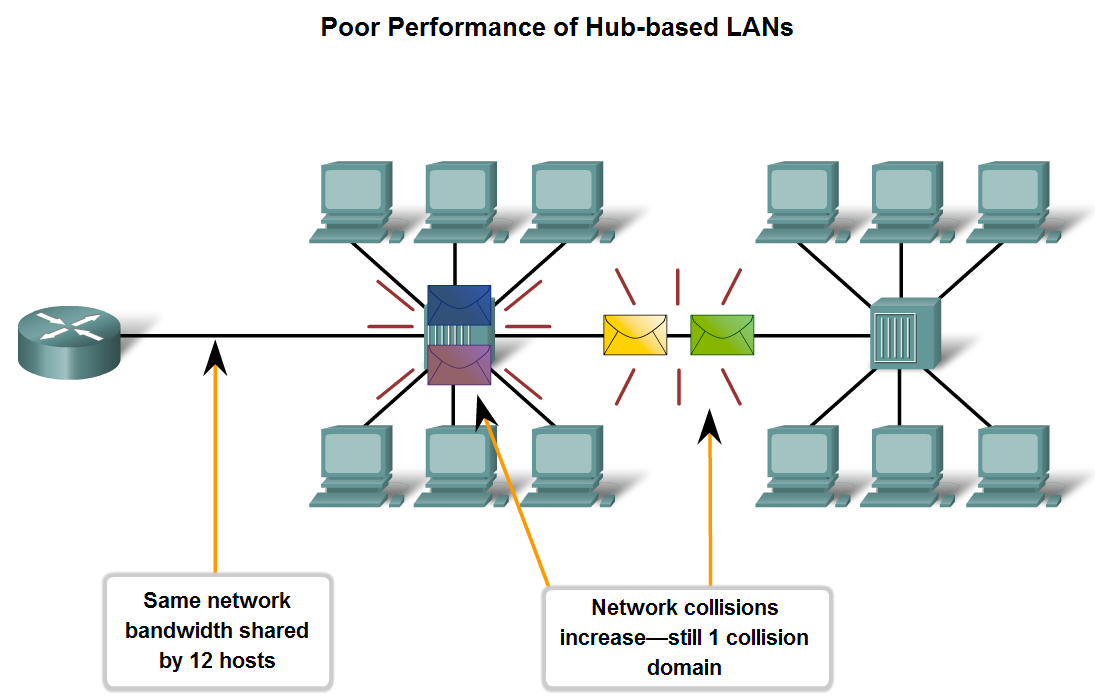 Poor Performance of Hub-based LANs
Same network
bandwidth shared
by 12 hosts
Network collisions
increase—still 1 collision
domain